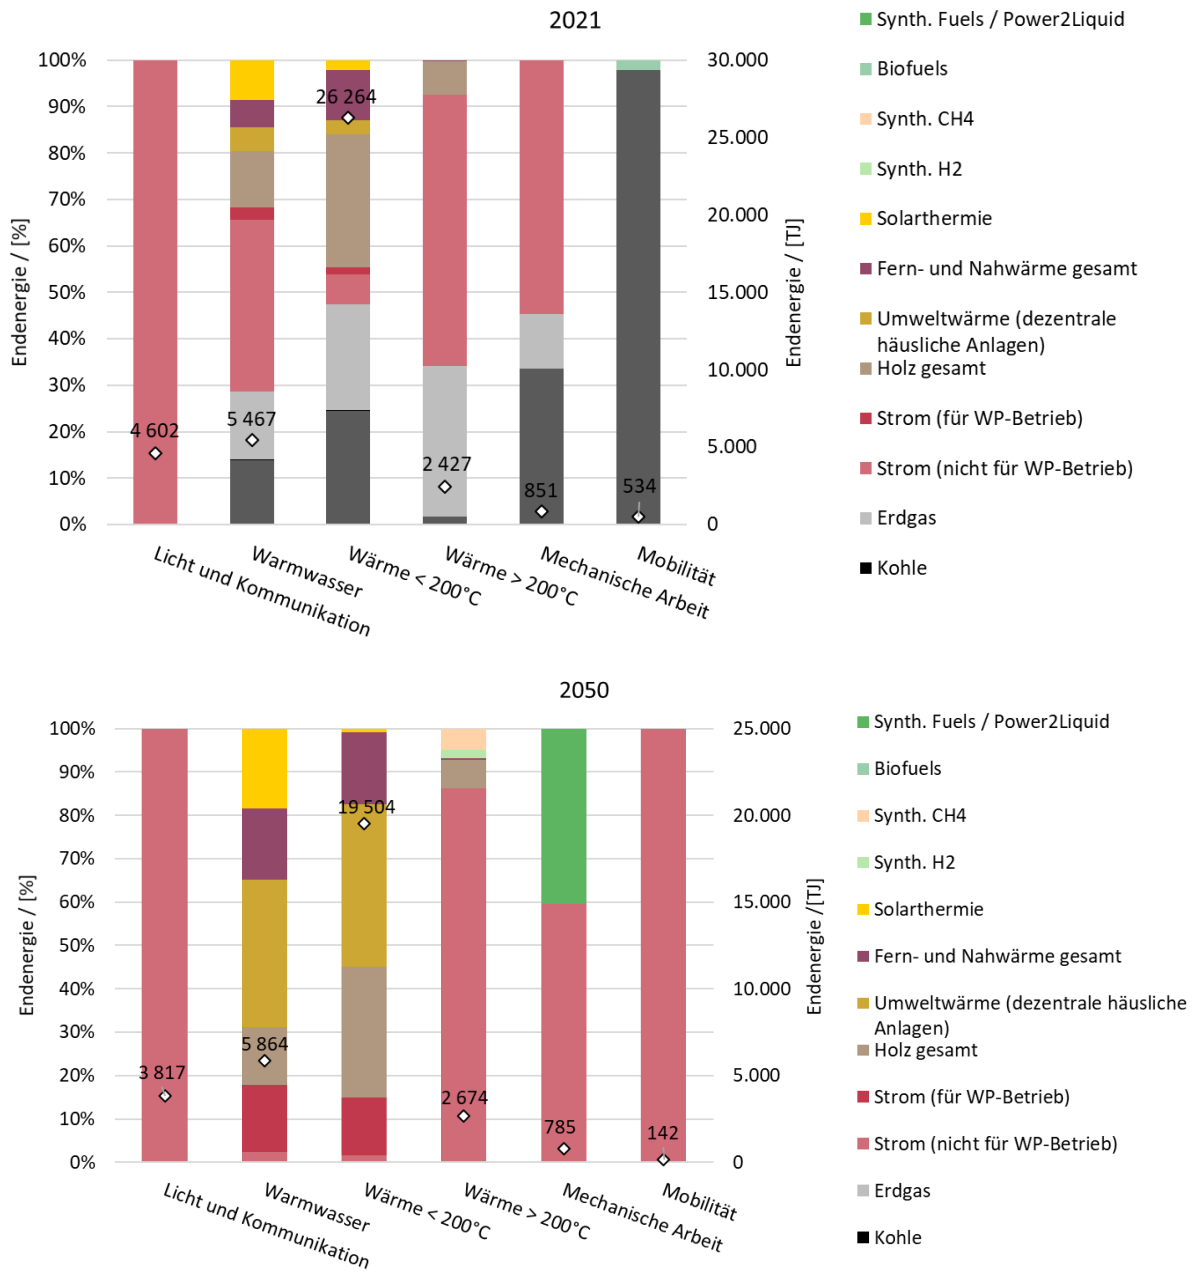 2021
100%
90%
80%
70%
60%
50%
40%
30%
20%
10%
0%
Endenergie / [%]
30.000
25.000
20.000
15.000
10.000
5.000
0
Endenergie / [TJ]
4 602
5 467
26 264
2 427
851
534
Licht und Kommunikation
Warmwasser
Wärme < 200°C
Wärme > 200°C
Mechanische Arbeit
Mobilität
Synth. Fuels / Power2Liquid
Biofuels
Synth. CH4
Synth. H2
Solarthermie
Fern- und Nahwärme gesamt
Umweltwärme (dezentrale
häusliche Anlagen)
Holz gesamt
Strom (für WP-Betrieb)
Strom (nicht für WP-Betrieb)
Erdgas
Kohle
2050
100%
90%
80%
70%
60%
50%
40%
30%
20%
10%
0%
Endenergie / [%]
25.000
20.000
15.000
10.000
5.000
0
Endenergie /[TJ]
3 817
5 864
19 504
2 674
785
142
Licht und Kommunikation
Warmwasser
Wärme < 200°C
Wärme > 200°C
Mechanische Arbeit
Mobilität
Synth. Fuels / Power2Liquid
Biofuels
Synth. CH4
Synth. H2
Solarthermie
Fern- und Nahwärme gesamt
Umweltwärme (dezentrale häusliche
Anlagen)
Holz gesamt
Strom (für WP-Betrieb)
Strom (nicht für WP-Betrieb)
Erdgas
Kohle